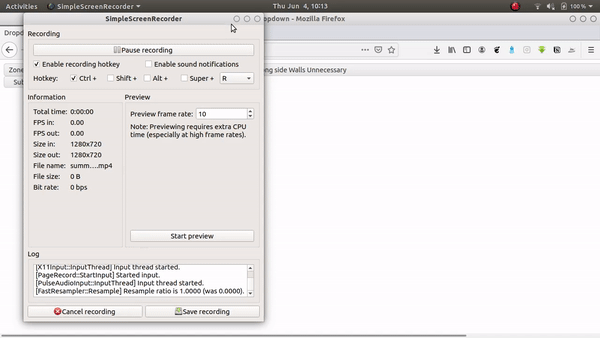 Activities SimpleScreenRecorder Thu Jun 4, 10:13 100 %
SimpleScreenRecorder
Dropdown - Mozilla Firefox
Recording
Pause recording
Enable recording hotkey Enable sound notifications
Hotkey: Ctrl + Shift + Alt + Super + R
Zone
ng side Walls Unnecessary
Sub
Information Preview
Total time: 0:00:00
FPS in: 0.00
FPS out: 0.00
Size in: 1280x720
Size out: 1280x720
File name: summ....mp4
File size: 0 B
Bit rate: 0 bps
Preview frame rate: 10
Note: Previewing requires extra CPU
time (especially at high frame rates).
Start preview
Log
[X11Input::InputThread] Input thread started.
[PageRecord::StartInput] Started input.
[PulseAudioInput::InputThread] Input thread started.
[FastResampler::Resample] Resample ratio is 1.0000 (was 0.0000).
Cancel recording Save recording